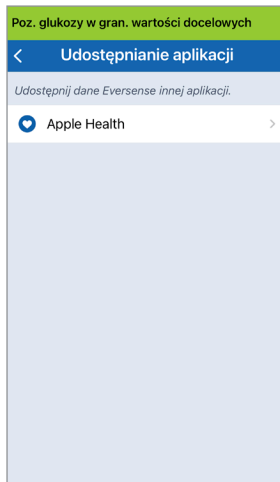 Poz. glukozy w gran. wartości docelowych
Udostępnianie aplikacji
Udostępnij dane Eversense innej aplikacji.
Apple Health